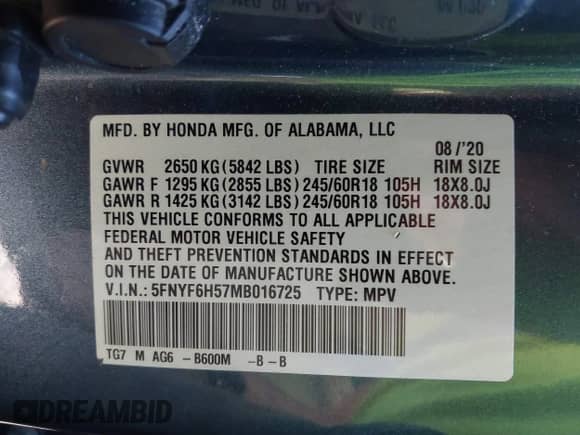 MFD. BY HONDA MFG. OF ALABAMA, LLC
08 /'20
GVWR 2650 KG (5842 LBS) TIRE SIZE RIM SIZE
GAWR F 1295 KG (2855 LBS) 245/60R18 105H 18X8.0J
GAWR R 1425 KG (3142 LBS) 245/60R18 105H 18X8.0J
THIS VEHICLE CONFORMS TO ALL APPLICABLE
FEDERAL MOTOR VEHICLE SAFETY
AND THEFT PREVENTION STANDARDS IN EFFECT
ON THE DATE OF MANUFACTURE SHOWN ABOVE.
V.I.N.: 5FNYF6H57MB016725 TYPE: MPV
TG7 M AG6 -B600M -B -B
DREAMBID